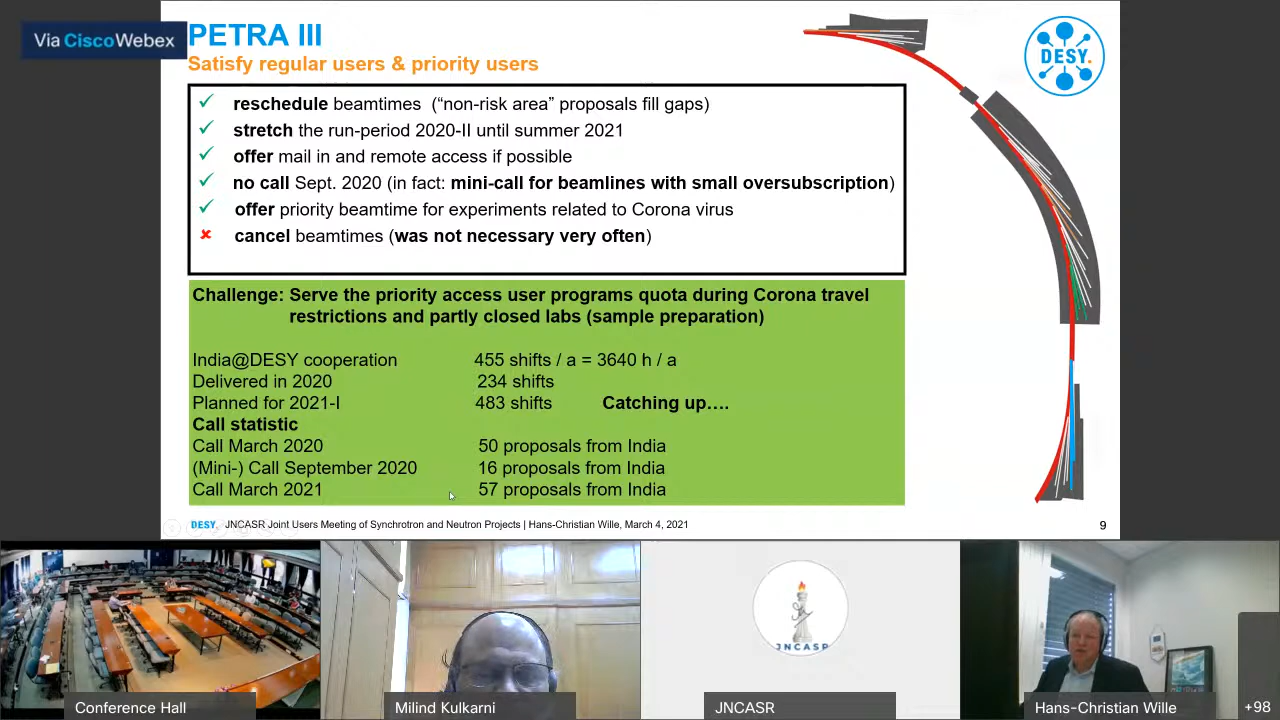 Via Cisco Webex
PETRA III
Satisfy regular users & priority users
DESY.
✓ reschedule beamtimes (“non-risk area” proposals fill gaps)
✓ stretch the run-period 2020-II until summer 2021
✓ offer mail in and remote access if possible
✓ no call Sept. 2020 (in fact: mini-call for beamlines with small oversubscription)
✓ offer priority beamtime for experiments related to Corona virus
✘ cancel beamtimes (was not necessary very often)
Challenge: Serve the priority access user programs quota during Corona travel
restrictions and partly closed labs (sample preparation)
India@DESY cooperation 455 shifts / a = 3640 h / a
Delivered in 2020 234 shifts
Planned for 2021-I 483 shifts Catching up….
Call statistic
Call March 2020 50 proposals from India
(Mini-) Call September 2020 16 proposals from India
Call March 2021 57 proposals from India
DESY. JNCASR Joint Users Meeting of Synchrotron and Neutron Projects | Hans-Christian Wille, March 4, 2021 9
JNCASR
Conference Hall
Milind Kulkarni
JNCASR
Hans-Christian Wille
+98